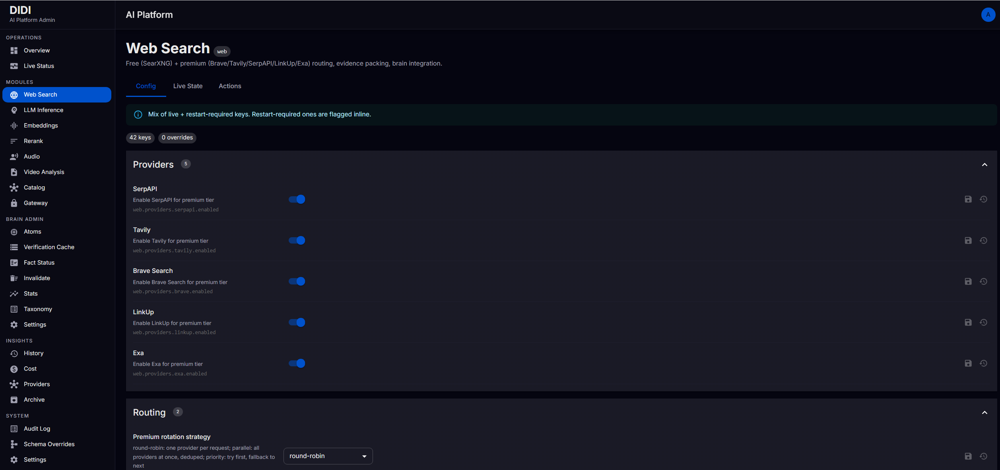 DIDI
AI Platform Admin
AI Platform
A
OPERATIONS
Overview
Live Status
MODULES
Web Search
LLM Inference
Embeddings
Rerank
Audio
Video Analysis
Catalog
Gateway
BRAIN ADMIN
Atoms
Verification Cache
Fact Status
Invalidate
Stats
Taxonomy
Settings
INSIGHTS
History
Cost
Providers
Archive
SYSTEM
Audit Log
Schema Overrides
Settings
Web Search web
Free (SearXNG) + premium (Brave/Tavily/SerpAPI/LinkUp/Exa) routing, evidence packing, brain integration.
Config Live State Actions
Mix of live + restart-required keys. Restart-required ones are flagged inline.
42 keys 0 overrides
Providers 5
SerpAPI
Enable SerpAPI for premium tier
web.providers.serpapi.enabled
Tavily
Enable Tavily for premium tier
web.providers.tavily.enabled
Brave Search
Enable Brave Search for premium tier
web.providers.brave.enabled
LinkUp
Enable LinkUp for premium tier
web.providers.linkup.enabled
Exa
Enable Exa for premium tier
web.providers.exa.enabled
Routing 2
Premium rotation strategy
round-robin: one provider per request; parallel: all
providers at once, deduped; priority: try first, fallback to
next
round-robin